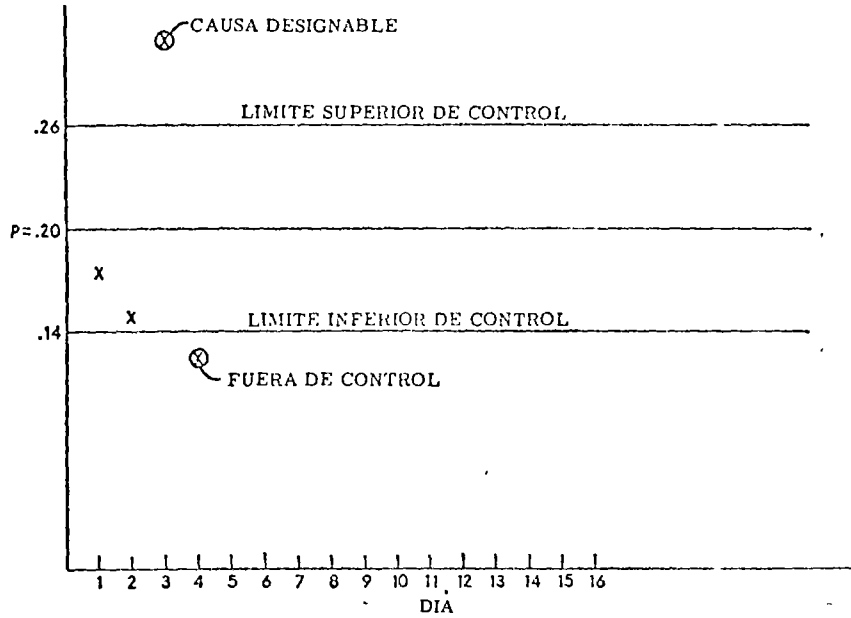 CAUSA DESIGNABLE
LIMITE SUPERIOR DE CONTROL
.26
P=.20
X
X
LIMITE INFERIOR DE CONTROL
.14
FUERA DE CONTROL
1 2 3 4 5 6 7 8 9 10 11 12 13 14 15 16
DIA